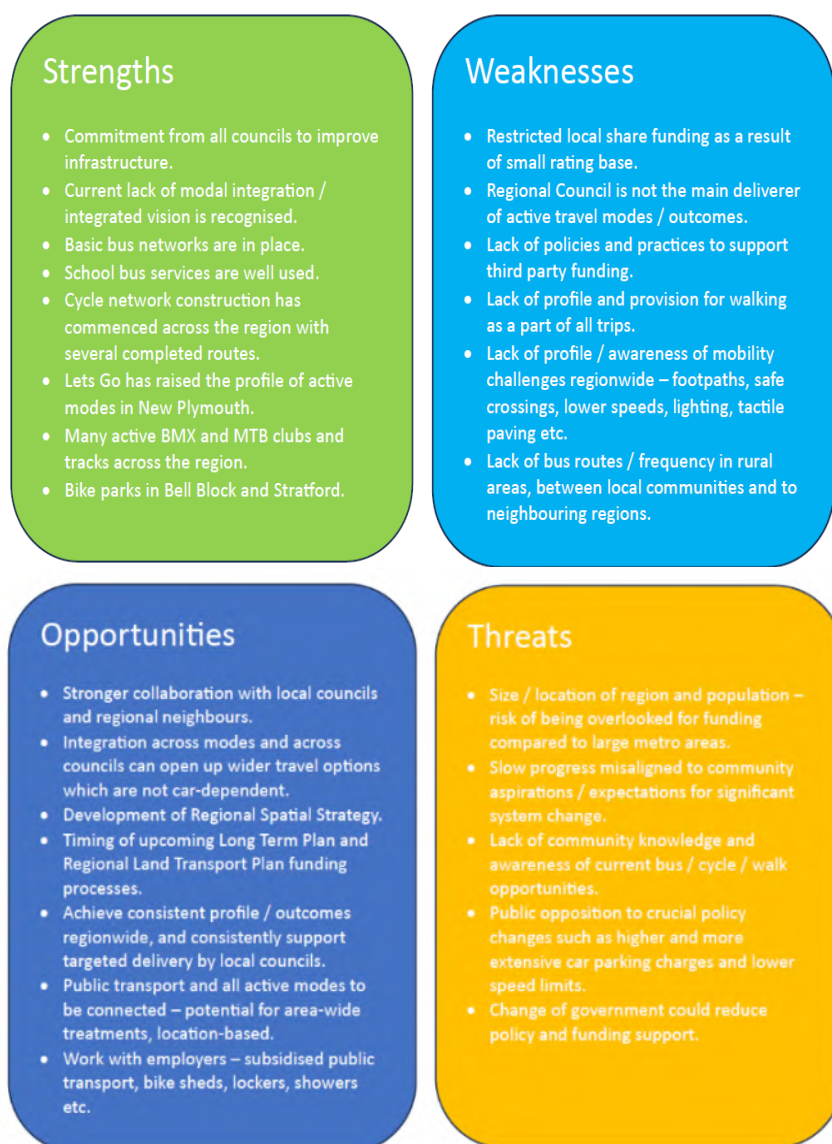 Strengths
• Commitment from all councils to improve
infrastructure.
• Current lack of modal integration /
integrated vision is recognised.
• Basic bus networks are in place.
• School bus services are well used.
• Cycle network construction has
commenced across the region with
several completed routes.
• Lets Go has raised the profile of active
modes in New Plymouth.
• Many active BMX and MTB clubs and
tracks across the region.
• Bike parks in Bell Block and Stratford.
Weaknesses
• Restricted local share funding as a result
of small rating base.
• Regional Council is not the main deliverer
of active travel modes / outcomes.
• Lack of policies and practices to support
third party funding.
• Lack of profile and provision for walking
as a part of all trips.
• Lack of profile / awareness of mobility
challenges regionwide – footpaths, safe
crossings, lower speeds, lighting, tactile
paving etc.
• Lack of bus routes / frequency in rural
areas, between local communities and to
neighbouring regions.
Opportunities
• Stronger collaboration with local councils
and regional neighbours.
• Integration across modes and across
councils can open up wider travel options
which are not car-dependent.
• Development of Regional Spatial Strategy.
• Timing of upcoming Long Term Plan and
Regional Land Transport Plan funding
processes.
• Achieve consistent profile / outcomes
regionwide, and consistently support
targeted delivery by local councils.
• Public transport and all active modes to
be connected – potential for area-wide
treatments, location-based.
• Work with employers – subsidised public
transport, bike sheds, lockers, showers
etc.
Threats
• Size / location of region and population –
risk of being overlooked for funding
compared to large metro areas.
• Slow progress misaligned to community
aspirations / expectations for significant
system change.
• Lack of community knowledge and
awareness of current bus / cycle / walk
opportunities.
• Public opposition to crucial policy
changes such as higher and more
extensive car parking charges and lower
speed limits.
• Change of government could reduce
policy and funding support.